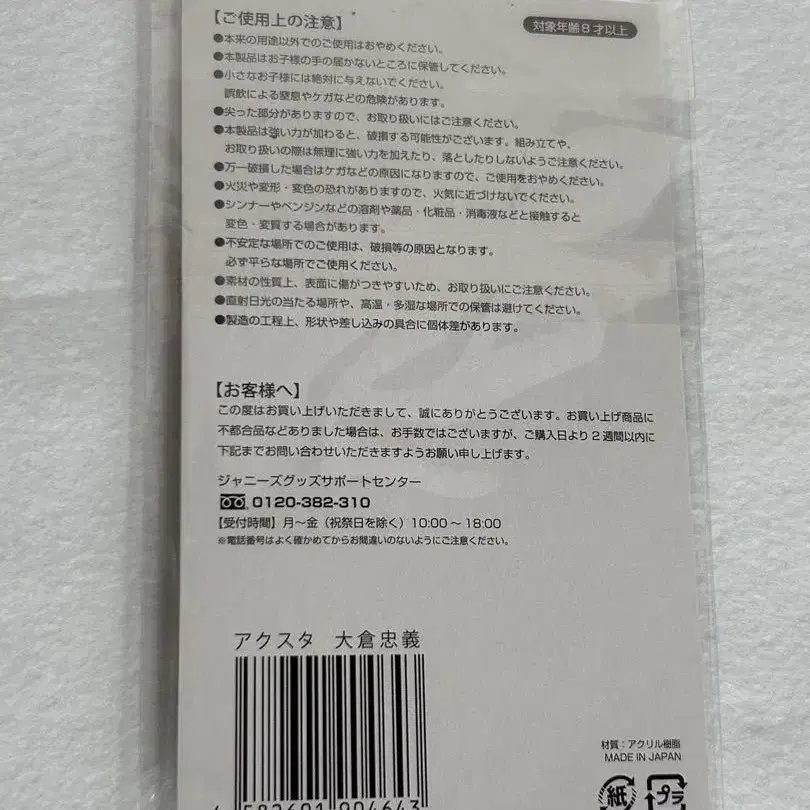 【ご使用上の注意】
対象年齢8才以上
●本来の用途以外でのご使用はおやめください。
●本製品はお子様の手の届かないところに保管してください。
●小さなお子様には絶対に与えないでください。
誤飲による窒息やケガなどの危険があります。
●尖った部分がありますので、お取り扱いにはご注意ください。
●本製品は強い力が加わると、破損する可能性がございます。組み立てや、
お取り扱いの際は無理に強い力を加えたり、落としたりしないようご注意ください。
●万一破損した場合はケガなどの原因になりますので、ご使用をおやめください。
●火災や変形・変色の恐れがありますので、火気に近づけないでください。
●シンナーやベンジンなどの溶剤や薬品・化粧品・消毒液などと接触すると
変色・変質する場合があります。
●不安定な場所でのご使用は、破損等の原因となります。
必ず平らな場所でご使用ください。
●素材の性質上、表面に傷がつきやすいため、お取り扱いにご注意ください。
●直射日光の当たる場所や、高温・多湿な場所での保管は避けてください。
●製造の工程上、形状や差し込みの具合に個体差があります。
【お客様へ】
この度はお買い上げいただきまして、誠にありがとうございます。お買い上げ商品に
不都合品などありました場合は、お手数ではございますが、ご購入日より2週間以内に
下記までお問い合わせいただきますようお願い申し上げます。
ジャニーズグッズサポートセンター
0120-382-310
【受付時間】月〜金（祝祭日を除く）10:00〜18:00
※電話番号はよく確かめてからお間違いのないようにご注意ください。
アクスタ 大倉忠義
4 582691 904643
材質：アクリル樹脂
MADE IN JAPAN
紙 プラ